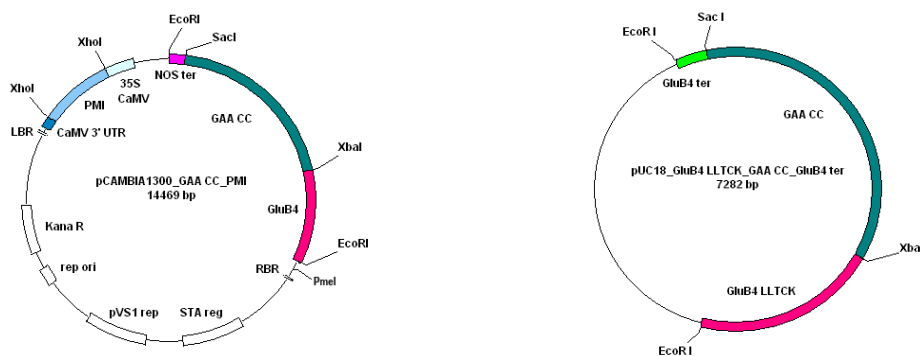 EcoRI
SacI
XhoI
NOS ter
35S
CaMV
PMI
XhoI
CaMV 3' UTR
LBR
GAA CC
XbaI
pCAMBIA1300_GAA CC_PMI
14469 bp
GluB4
Kana R
EcoRI
RBR
PmeI
rep ori
pVS1 rep
STA reg
Sac I
EcoR I
GluB4 ter
GAA CC
pUC18_GluB4 LLTCK_GAA CC_GluB4 ter
7282 bp
Xba
GluB4 LLTCK
EcoR I